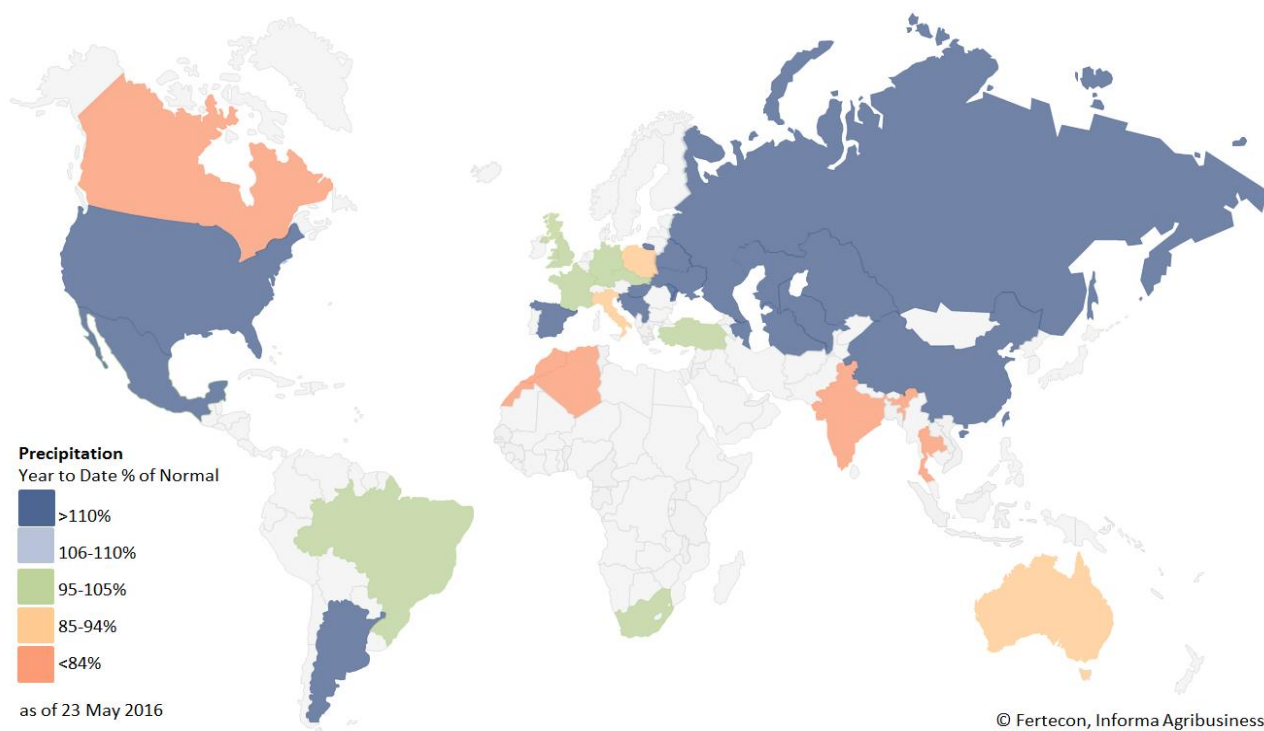 Precipitation
Year to Date % of Normal
>110%
106-110%
95-105%
85-94%
<84%
as of 23 May 2016
© Fertecon, Informa Agribusiness